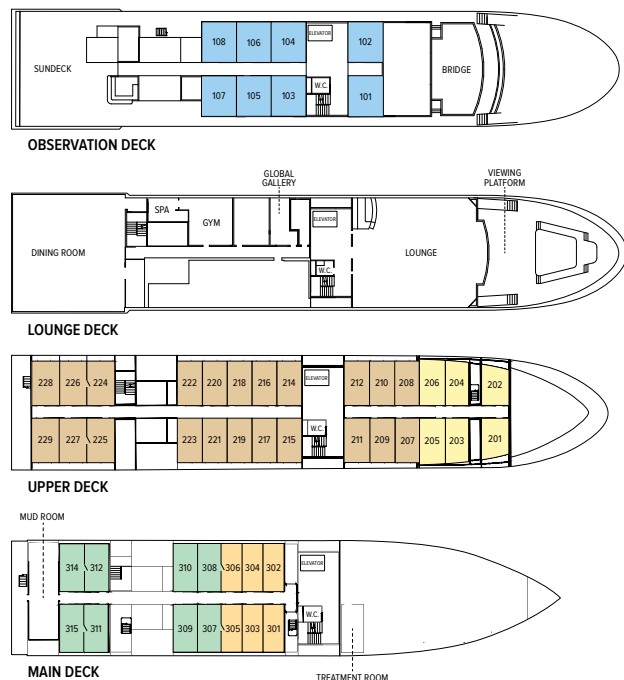 108 106 104 ELEVATOR 102
SUNDECK BRIDGE
W.C.
107 105 103 101
OBSERVATION DECK
GLOBAL
GALLERY
VIEWING
PLATFORM
SPA
GYM
ELEVATOR
DINING ROOM LOUNGE
W.C.
LOUNGE DECK
228 226 224 222 220 218 216 214 ELEVATOR 212 210 208 206 204 202
W.C.
229 227 225 223 221 219 217 215 211 209 207 205 203 201
UPPER DECK
MUD ROOM
314 312 310 308 306 304 302 ELEVATOR
W.C.
315 311 309 307 305 303 301
MAIN DECK
TREATMENT ROOM